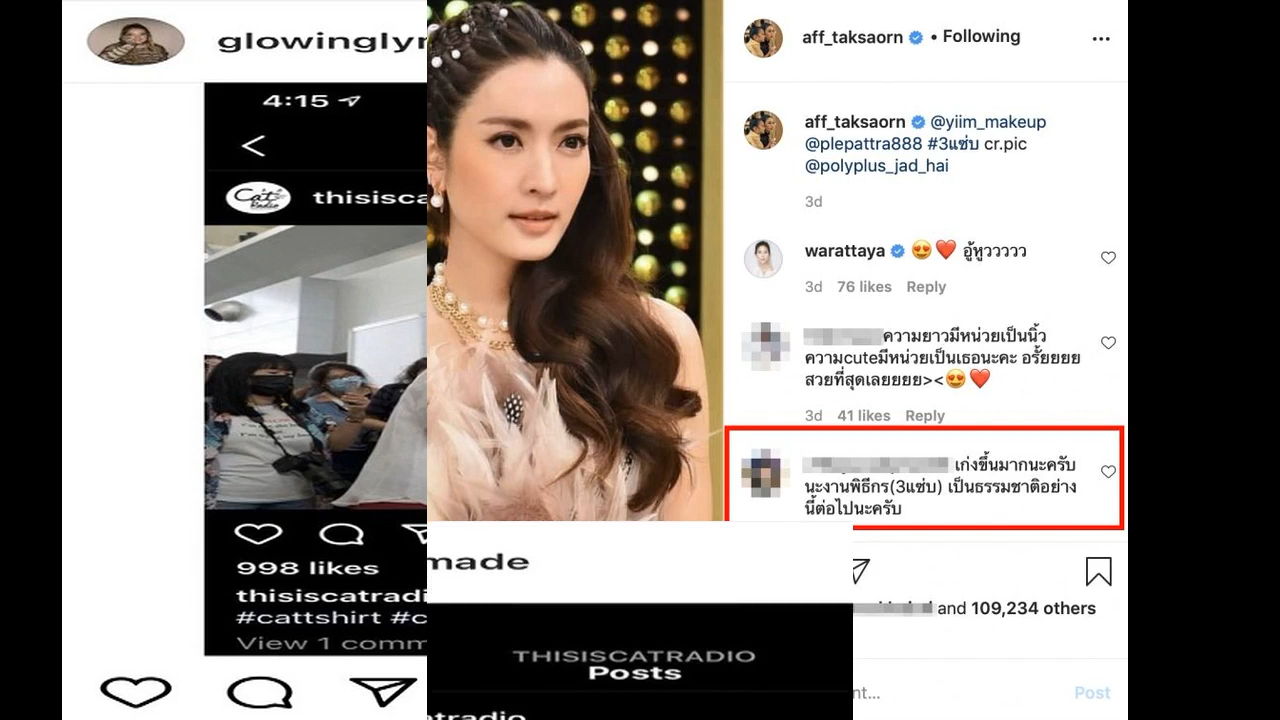 glowinglyr
4:15
Cat Radio
thisisca
998 likes
thisiscatradi
#cattshirt #c
View 1 comm
made
THISISCATRADIO
Posts
catradio
aff_taksaorn • Following
aff_taksaorn @yiim_makeup
@plepattra888 #3แซ่บ cr.pic
@polyplus_jad_hai
3d
warattaya 😍❤️ อู้หูววววว
3d 76 likes Reply
ความยาวมีหน่วยเป็นนิ้ว
ความcuteมีหน่วยเป็นเธอนะคะ อร้ัยยยย
สวยที่สุดเลยยยย><😍❤️
3d 41 likes Reply
เก่งขึ้นมากนะครับ
นะงานพิธีกร(3แซ่บ) เป็นธรรมชาติอย่าง
นี้ต่อไปนะครับ
and 109,234 others
nt...
Post